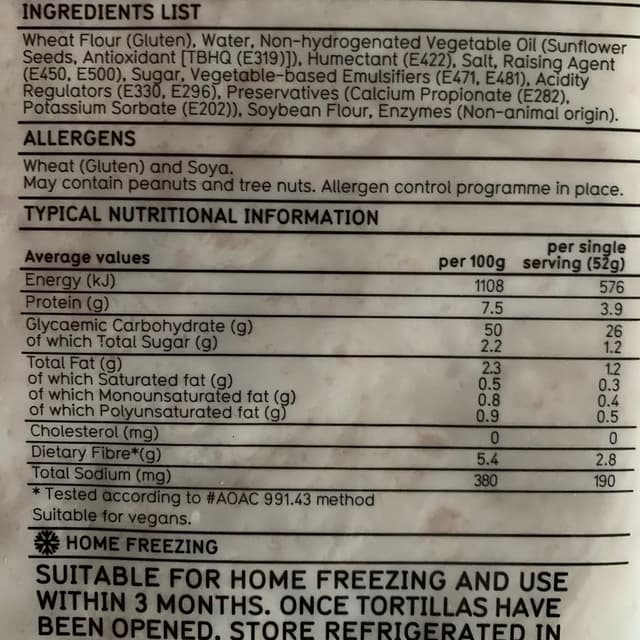 INGREDIENTS LIST
Wheat Flour (Gluten), Water, Non-hydrogenated Vegetable Oil (Sunflower
Seeds, Antioxidant [TBHQ (E319)]), Humectant (E422), Salt, Raising Agent
(E450, E500), Sugar, Vegetable-based Emulsifiers (E471, E481), Acidity
Regulators (E330, E296), Preservatives (Calcium Propionate (E282),
Potassium Sorbate (E202)), Soybean Flour, Enzymes (Non-animal origin).
ALLERGENS
Wheat (Gluten) and Soya.
May contain peanuts and tree nuts. Allergen control programme in place.
TYPICAL NUTRITIONAL INFORMATION
Average values per 100g per single serving (52g)
Energy (kJ) 1108 576
Protein (g) 7.5 3.9
Glycaemic Carbohydrate (g) 50 26
of which Total Sugar (g) 2.2 1.2
Total Fat (g) 2.3 1.2
of which Saturated fat (g) 0.5 0.3
of which Monounsaturated fat (g) 0.8 0.4
of which Polyunsaturated fat (g) 0.9 0.5
Cholesterol (mg) 0 0
Dietary Fibre*(g) 5.4 2.8
Total Sodium (mg) 380 190
* Tested according to #AOAC 991.43 method
Suitable for vegans.
HOME FREEZING
SUITABLE FOR HOME FREEZING AND USE
WITHIN 3 MONTHS. ONCE TORTILLAS HAVE
BEEN OPENED, STORE REFRIGERATED IN